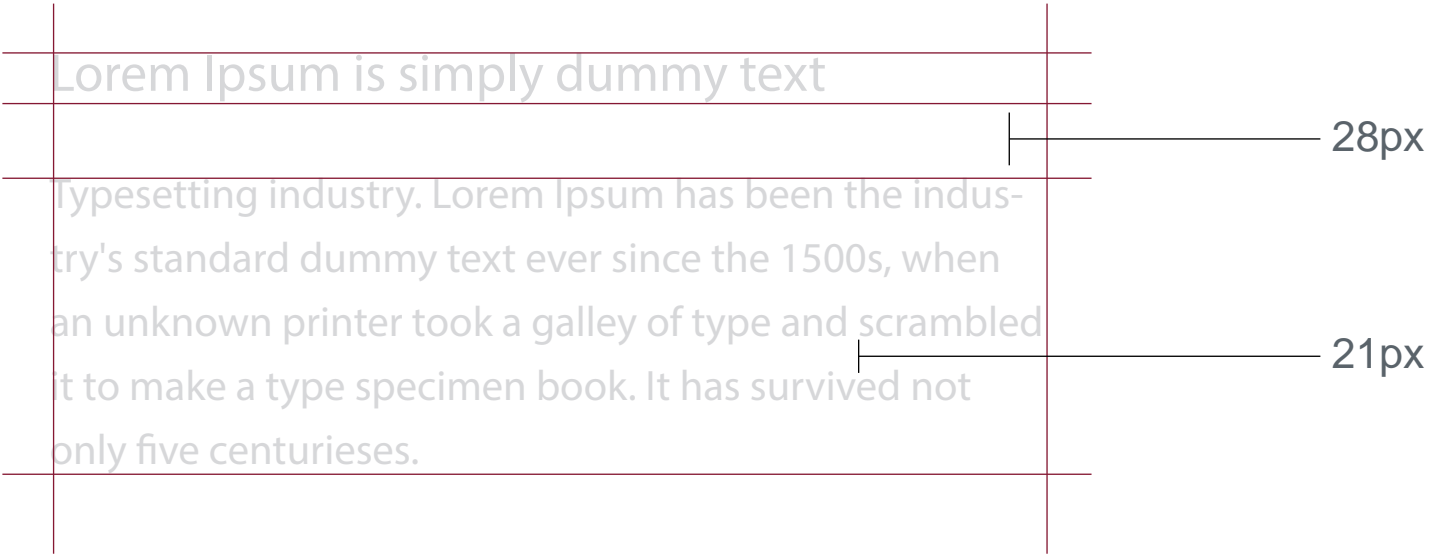 Lorem Ipsum is simply dummy text
28px
Typesetting industry. Lorem Ipsum has been the indus-
try's standard dummy text ever since the 1500s, when
an unknown printer took a galley of type and scrambled
21px
it to make a type specimen book. It has survived not
only five centurieses.